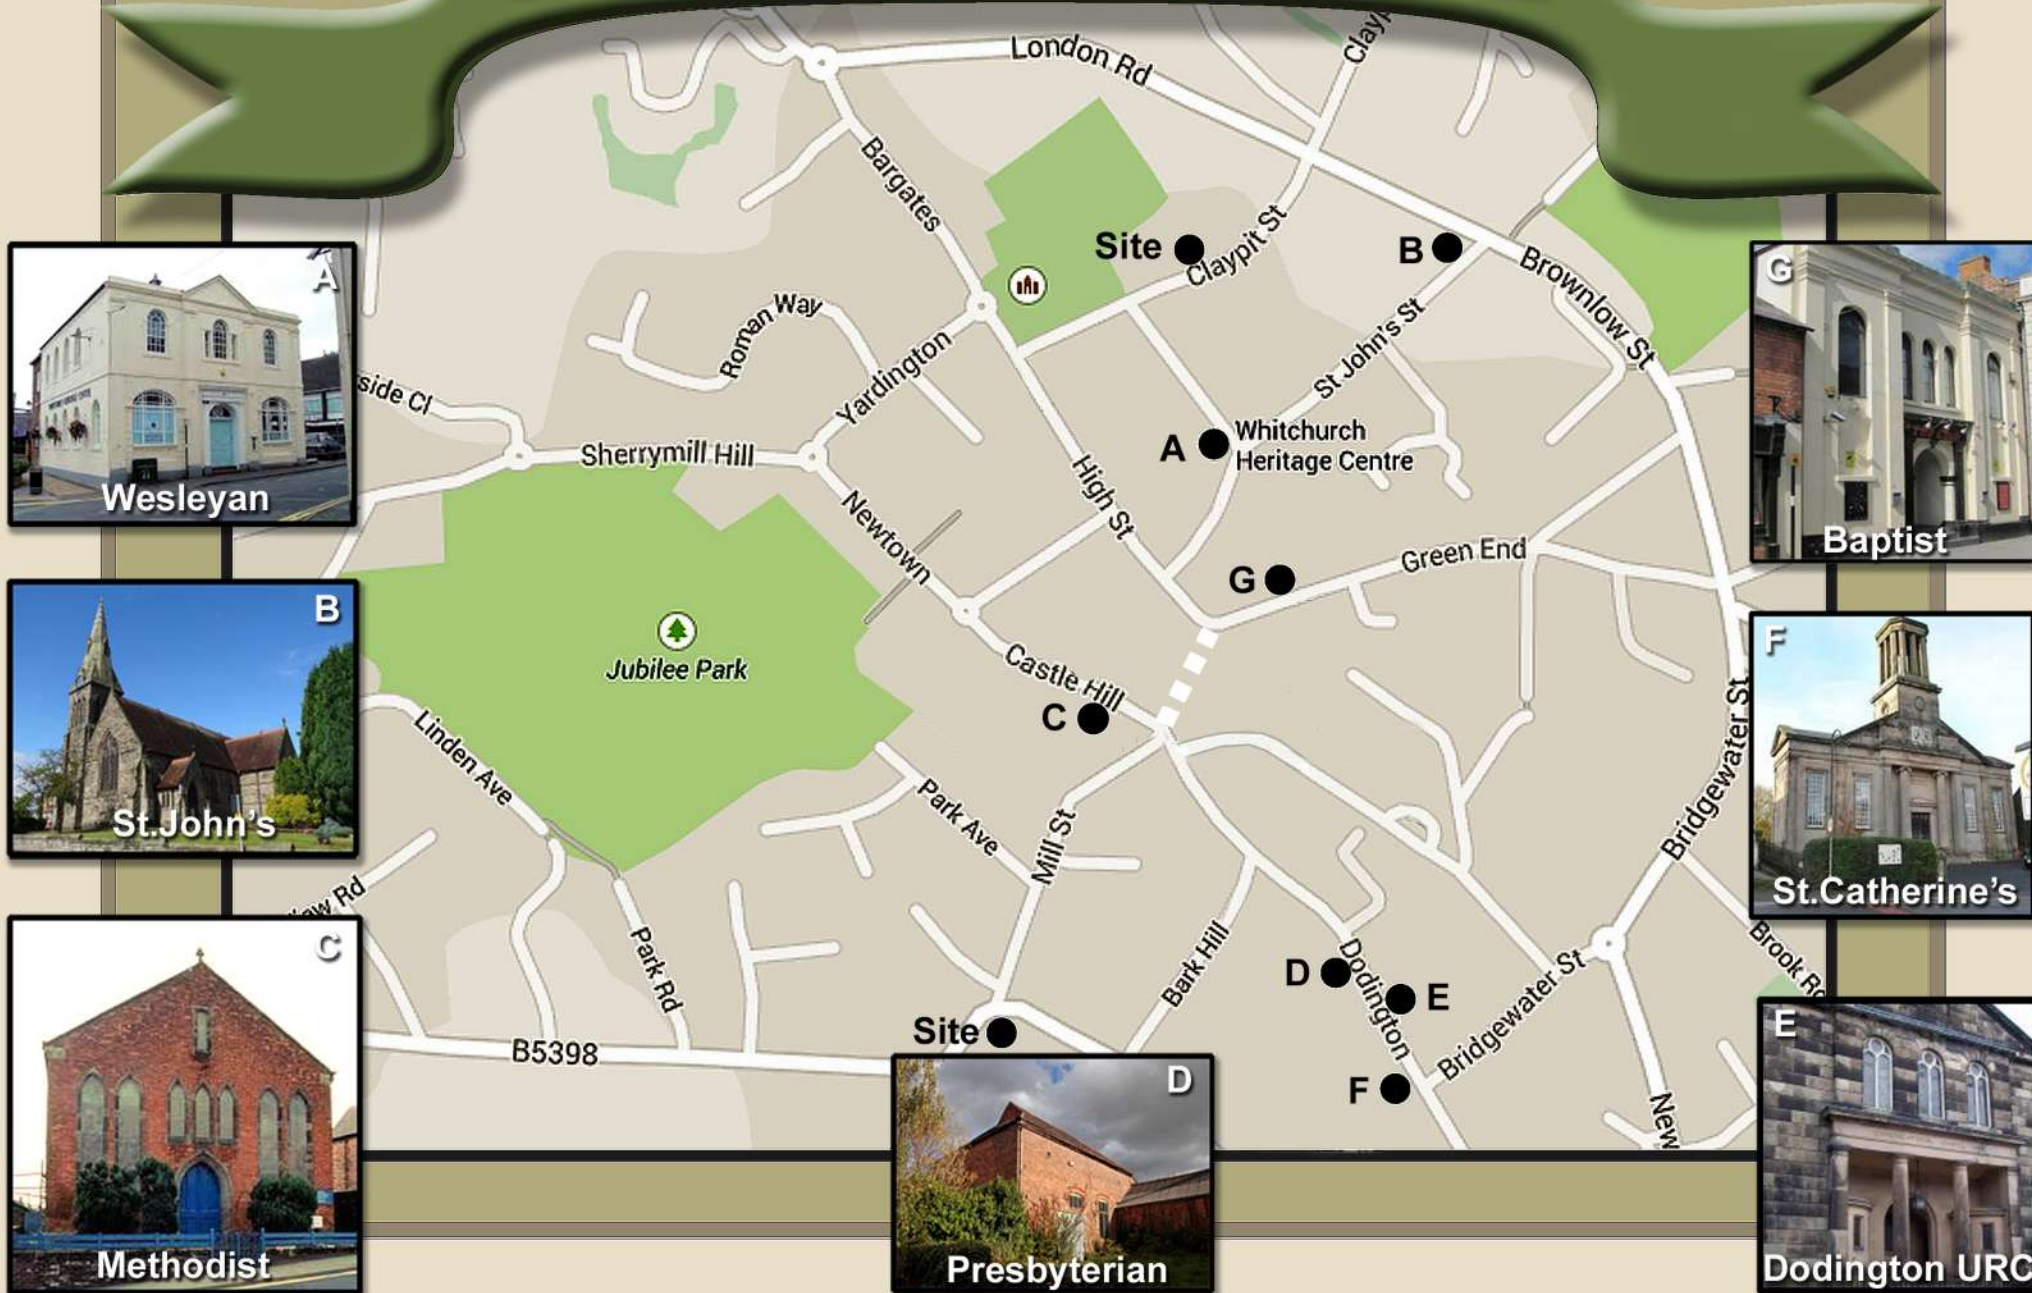 London Rd
Bargates
Site
Claypit St
B
Brownlow St
Roman Way
Yardington
St John's St
side Cl
Sherrymill Hill
A
Whitchurch
Heritage Centre
High St
Newtown
Green End
G
Jubilee Park
Castle Hill
C
Linden Ave
Park Ave
Mill St
Bridgewater St
Park Rd
Bark Hill
Dodington
D
E
Brook
Bridgewater St
Site
B5398
F
New
A
Wesleyan
B
St.John's
C
Methodist
D
Presbyterian
G
Baptist
F
St.Catherine's
E
Dodington URC